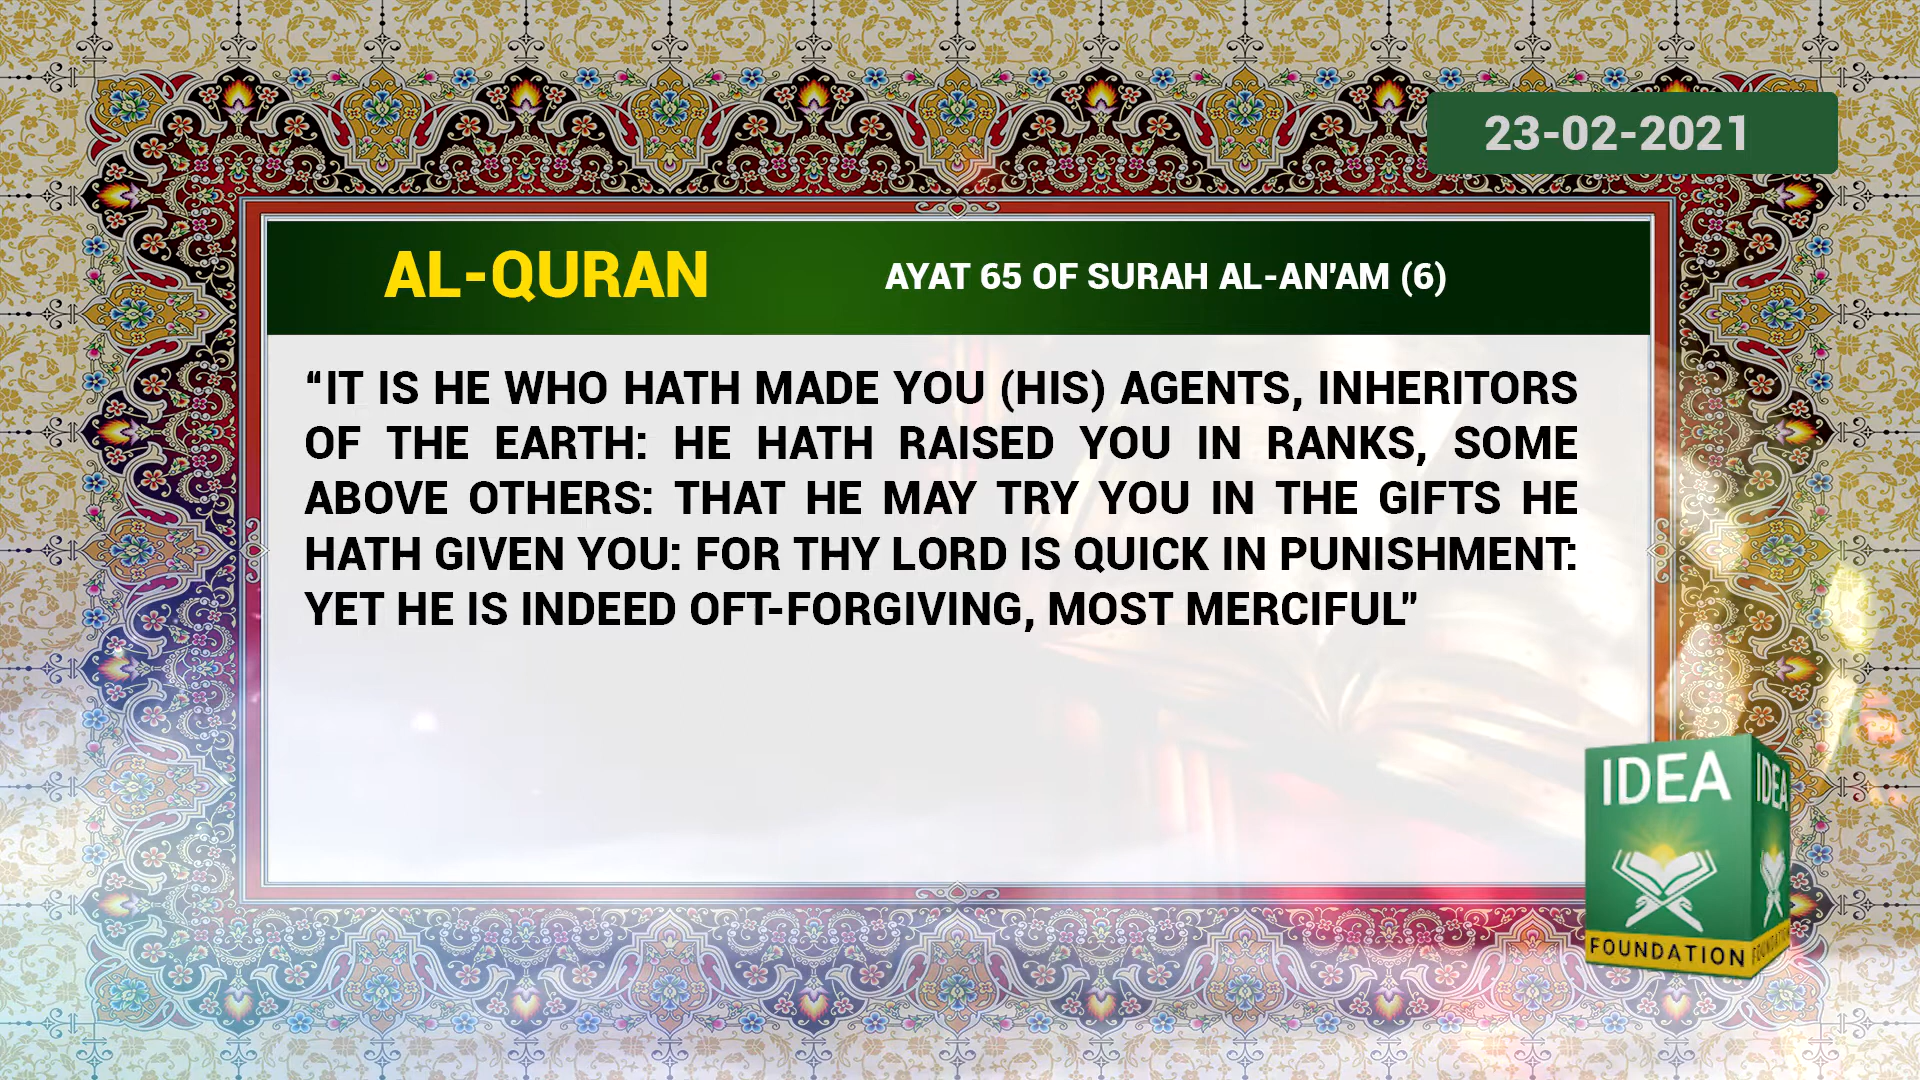 23-02-2021
AL-QURAN
AYAT 65 OF SURAH AL-AN'AM (6)
“IT IS HE WHO HATH MADE YOU (HIS) AGENTS, INHERITORS
OF THE EARTH: HE HATH RAISED YOU IN RANKS, SOME
ABOVE OTHERS: THAT HE MAY TRY YOU IN THE GIFTS HE
HATH GIVEN YOU: FOR THY LORD IS QUICK IN PUNISHMENT:
YET HE IS INDEED OFT-FORGIVING, MOST MERCIFUL”
IDEA
IDEA
FOUNDATION
FOUNDATION